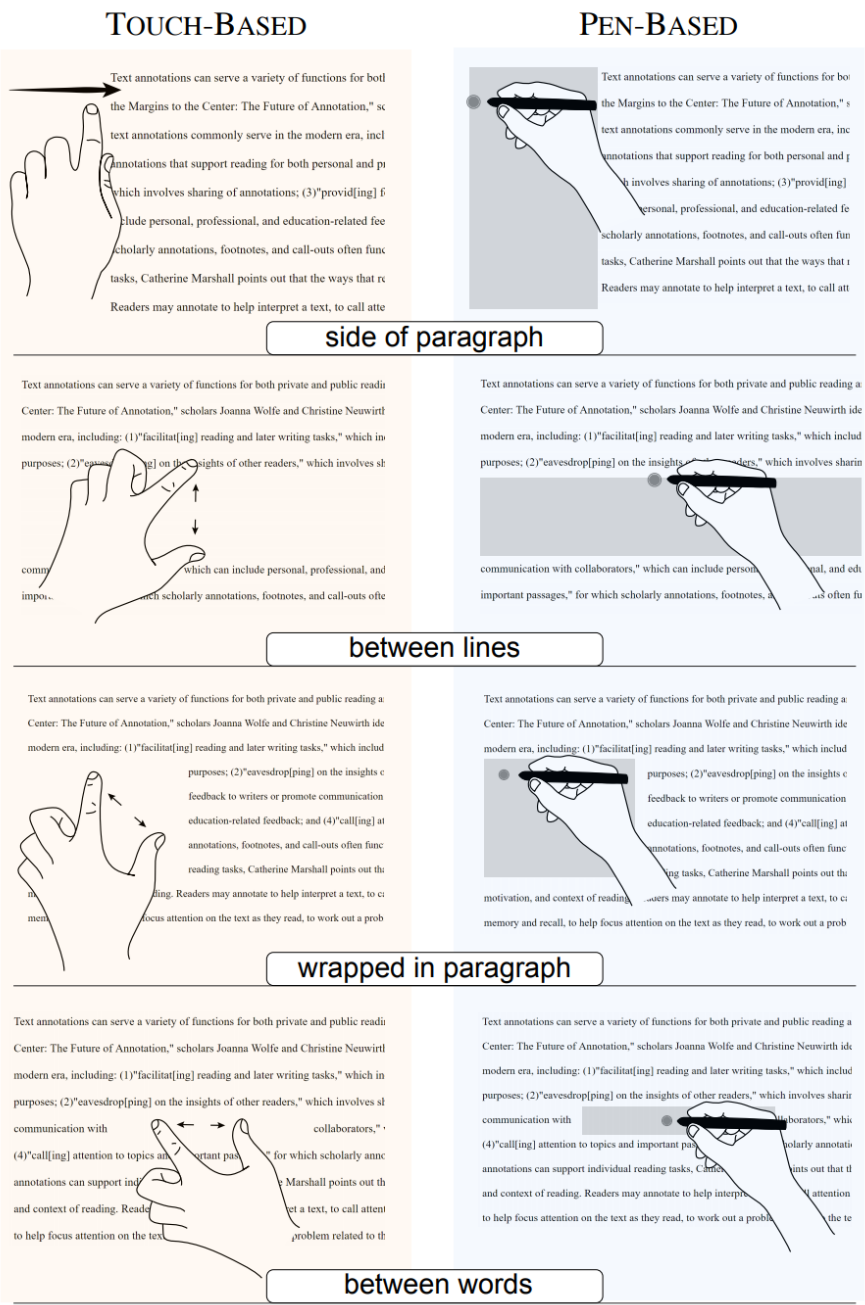 TOUCH-BASED
PEN-BASED
Text annotations can serve a variety of functions for both
the Margins to the Center: The Future of Annotation,"
text annotations commonly serve in the modern era, incl
annotations that support reading for both personal and
which involves sharing of annotations; (3)"provid[ing]
clude personal, professional, and education-related fee
scholarly annotations, footnotes, and call-outs often func
tasks, Catherine Marshall points out that the ways that re
Readers may annotate to help interpret a text, to call atte
Text annotations can serve a variety of functions for bo
the Margins to the Center: The Future of Annotation,"
text annotations commonly serve in the modern era, inc
annotations that support reading for both personal and
h involves sharing of annotations; (3)"provid[ing]
personal, professional, and education-related fe
scholarly annotations, footnotes, and call-outs often func
tasks, Catherine Marshall points out that the ways that
Readers may annotate to help interpret a text, to call att
side of paragraph
Text annotations can serve a variety of functions for both private and public readin
Center: The Future of Annotation," scholars Joanna Wolfe and Christine Neuwirth
modern era, including: (1)"facilitat[ing] reading and later writing tasks," which inc
purposes; (2)"eaves g] on the insights of other readers," which involves sh
comm which can include personal, professional, and
impo which scholarly annotations, footnotes, and call-outs ofte
Text annotations can serve a variety of functions for both private and public reading a
Center: The Future of Annotation," scholars Joanna Wolfe and Christine Neuwirth ide
modern era, including: (1)"facilitat[ing] reading and later writing tasks," which includ
purposes; (2)"eavesdrop[ping] on the insights readers," which involves sharin
communication with collaborators," which can include person nal, and edu
important passages," for which scholarly annotations, footnotes, a outs often fu
between lines
Text annotations can serve a variety of functions for both private and public reading a
Center: The Future of Annotation," scholars Joanna Wolfe and Christine Neuwirth ide
modern era, including: (1)"facilitat[ing] reading and later writing tasks," which includ
purposes; (2)"eavesdrop[ping] on the insights o
feedback to writers or promote communication
education-related feedback; and (4)"call[ing] at
annotations, footnotes, and call-outs often func
reading tasks, Catherine Marshall points out tha
m ding. Readers may annotate to help interpret a text, to ca
mem focus attention on the text as they read, to work out a prob
Text annotations can serve a variety of functions for both private and public reading a
Center: The Future of Annotation," scholars Joanna Wolfe and Christine Neuwirth ide
modern era, including: (1)"facilitat[ing] reading and later writing tasks," which includ
purposes; (2)"eavesdrop[ping] on the insights o
feedback to writers or promote communication
education-related feedback; and (4)"call[ing] at
annotations, footnotes, and call-outs often func
ing tasks, Catherine Marshall points out tha
motivation, and context of reading Readers may annotate to help interpret a text, to ca
memory and recall, to help focus attention on the text as they read, to work out a prob
wrapped in paragraph
Text annotations can serve a variety of functions for both private and public readin
Center: The Future of Annotation," scholars Joanna Wolfe and Christine Neuwirth
modern era, including: (1)"facilitat[ing] reading and later writing tasks," which in
purposes; (2)"eavesdrop[ping] on the insights of other readers," which involves sh
communication with collaborators,"
(4)"call[ing] attention to topics an ortant pas " for which scholarly anno
annotations can support ind Marshall points out th
and context of reading. Reade et a text, to call attent
to help focus attention on the tex problem related to th
Text annotations can serve a variety of functions for both private and public reading a
Center: The Future of Annotation," scholars Joanna Wolfe and Christine Neuwirth ide
modern era, including: (1)"facilitat[ing] reading and later writing tasks," which includ
purposes; (2)"eavesdrop[ping] on the insights of other readers," which involves sharin
communication with llaborators," whic
(4)"call[ing] attention to topics and important pas holarly annotati
annotations can support individual reading tasks, Cathe ints out that th
and context of reading. Readers may annotate to help interpre l attention
to help focus attention on the text as they read, to work out a proble the te
between words